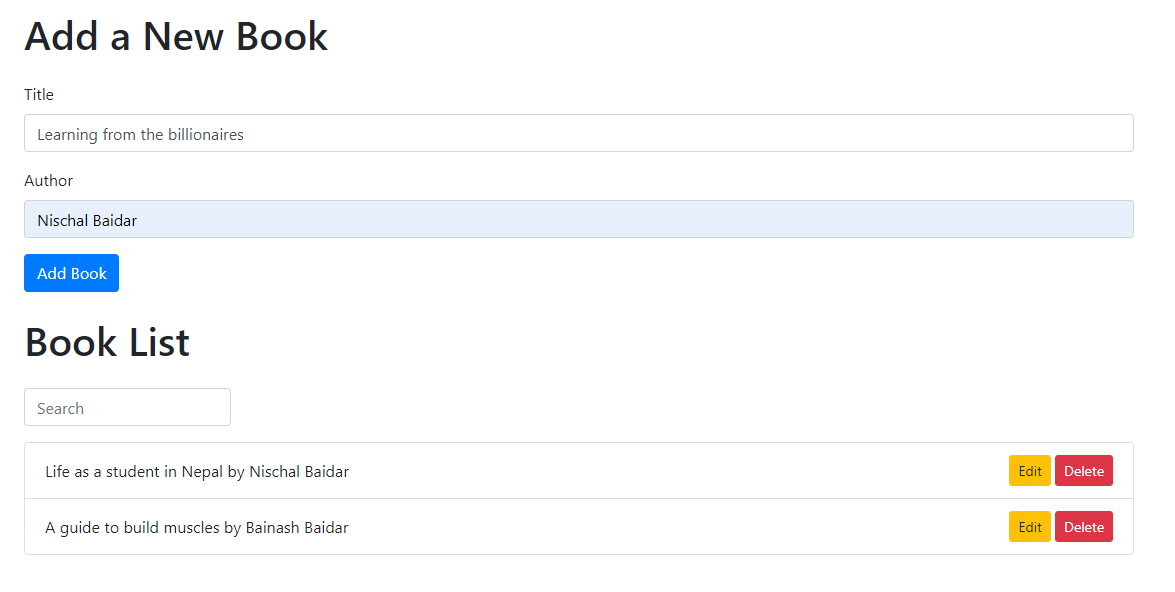 Add a New Book
Title
Learning from the billionaires
Author
Nischal Baidar
Add Book
Book List
Search
Life as a student in Nepal by Nischal Baidar Edit Delete
A guide to build muscles by Bainash Baidar Edit Delete